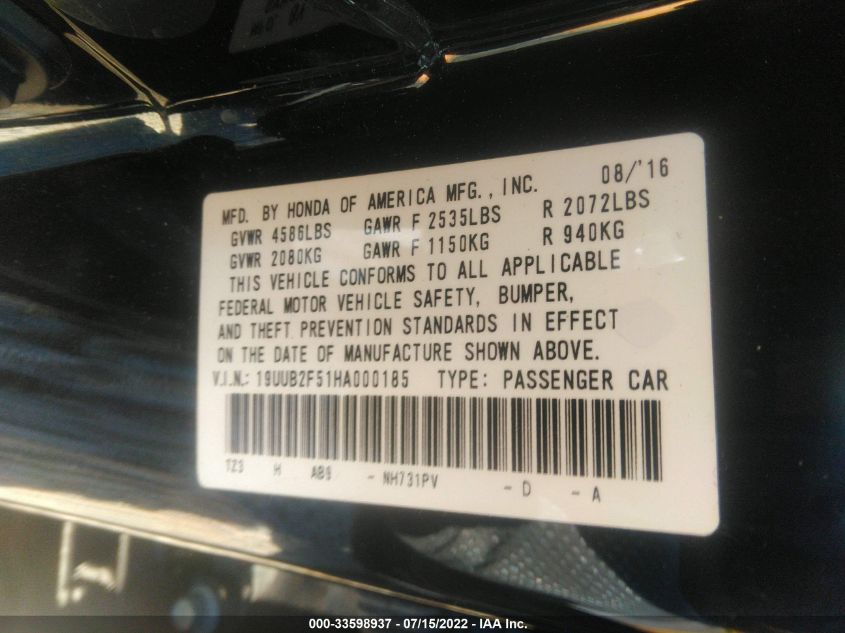 MFD. BY HONDA OF AMERICA MFG., INC. 08/'16
GVWR 4586LBS GAWR F 2535LBS R 2072LBS
GVWR 2080KG GAWR F 1150KG R 940KG
THIS VEHICLE CONFORMS TO ALL APPLICABLE
FEDERAL MOTOR VEHICLE SAFETY, BUMPER,
AND THEFT PREVENTION STANDARDS IN EFFECT
ON THE DATE OF MANUFACTURE SHOWN ABOVE.
V.I.N.: 19UUB2F51HA000185 TYPE: PASSENGER CAR
TZ3 H AB9 - NH731PV - D - A
000-33598937 - 07/15/2022 - IAA Inc.